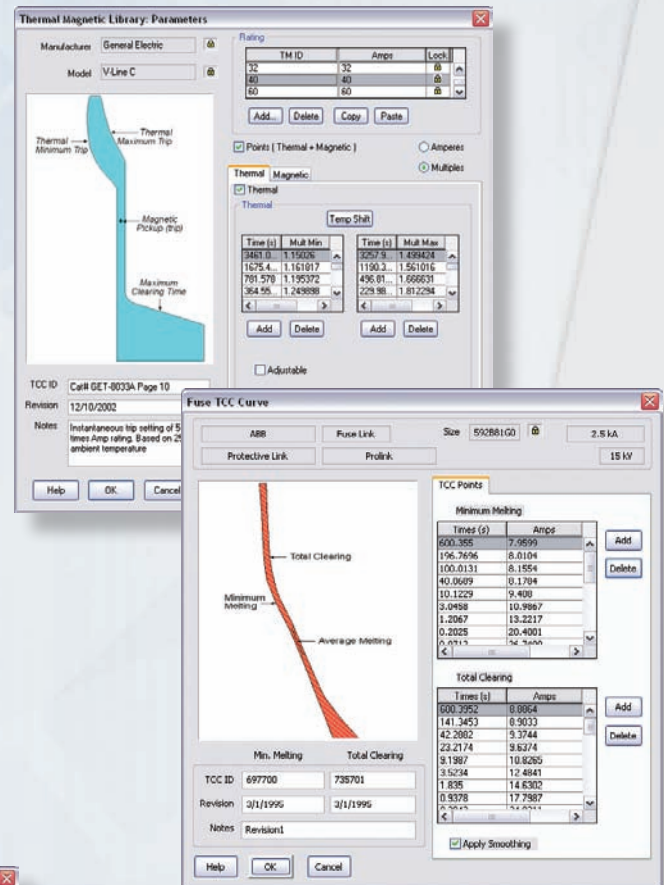 Thermal Magnetic Library: Parameters
Manufacturer General Electric
Model V-Line C
Rating
TM ID Amps Lock
32 32
40 40
60 60
Add... Delete Copy Paste
Points ( Thermal + Magnetic )
Amperes
Multiples
Thermal Magnetic
Thermal
Thermal
Temp Shift
Time (s) Mult Min
3461.0... 1.15026
1675.4... 1.161817
781.578 1.195372
364.55... 1.249898
Time (s) Mult Max
3257.9... 1.499424
1190.3... 1.561016
496.81... 1.666631
229.98... 1.812294
Add Delete
Add Delete
Adjustable
Thermal Minimum Trip
Thermal Maximum Trip
Magnetic Pickup (trip)
Maximum Clearing Time
TCC ID Cat# GET-8033A Page 10
Revision 12/10/2002
Notes Instantaneous trip setting of 5
times Amp rating. Based on 25
ambient temperature
Help OK Cancel
Fuse TCC Curve
ABB Fuse Link Size 592B81G0 2.5 kA
Protective Link Prolink 15 kV
Total Clearing
Minimum Melting
Average Melting
TCC Points
Minimum Melting
Times (s) Amps
600.355 7.9599
196.7696 8.0104
100.0131 8.1554
40.0609 8.1784
10.1229 9.408
3.0458 10.9867
1.2067 13.2217
0.2025 20.4001
Add
Delete
Total Clearing
Times (s) Amps
600.3952 8.8864
141.3453 8.9033
42.2882 9.3744
23.2174 9.6374
9.1987 10.8265
3.5234 12.4841
1.835 14.6302
0.9378 17.7987
Add
Delete
Apply Smoothing
Min. Melting Total Clearing
TCC ID 697700 735701
Revision 3/1/1995 3/1/1995
Notes Revision1
Help OK Cancel